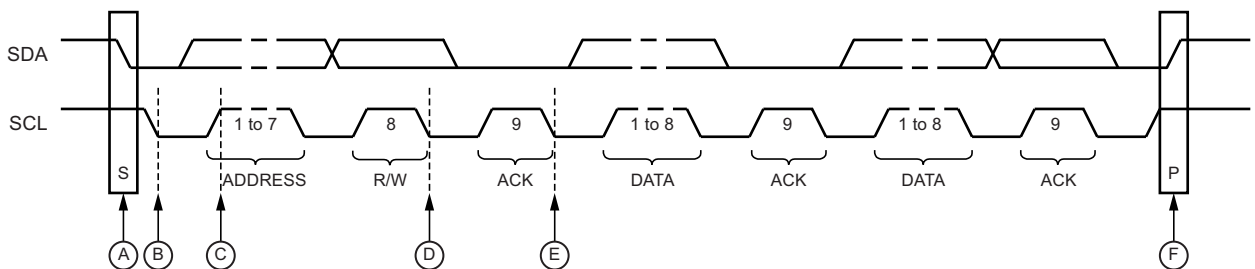 SDA
SCL
1 to 7
8
9
1 to 8
9
1 to 8
9
S
ADDRESS
R/W
ACK
DATA
ACK
DATA
ACK
P
A
B
C
D
E
F